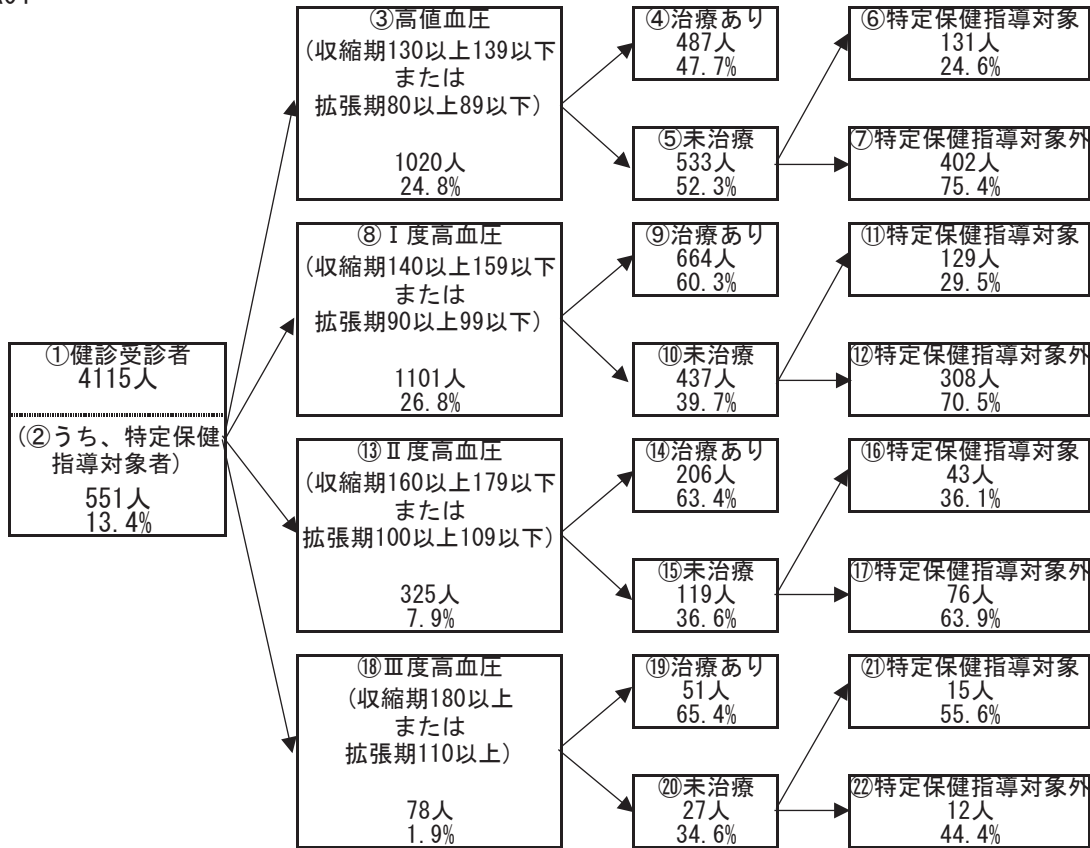 ①健診受診者
4115人
(②うち、特定保健
指導対象者)
551人
13.4%
③高値血圧
(収縮期130以上139以下
または
拡張期80以上89以下)
1020人
24.8%
④治療あり
487人
47.7%
⑤未治療
533人
52.3%
⑥特定保健指導対象
131人
24.6%
⑦特定保健指導対象外
402人
75.4%
⑧Ⅰ度高血圧
(収縮期140以上159以下
または
拡張期90以上99以下)
1101人
26.8%
⑨治療あり
664人
60.3%
⑩未治療
437人
39.7%
⑪特定保健指導対象
129人
29.5%
⑫特定保健指導対象外
308人
70.5%
⑬Ⅱ度高血圧
(収縮期160以上179以下
または
拡張期100以上109以下)
325人
7.9%
⑭治療あり
206人
63.4%
⑮未治療
119人
36.6%
⑯特定保健指導対象
43人
36.1%
⑰特定保健指導対象外
76人
63.9%
⑱Ⅲ度高血圧
(収縮期180以上
または
拡張期110以上)
78人
1.9%
⑲治療あり
51人
65.4%
⑳未治療
27人
34.6%
㉑特定保健指導対象
15人
55.6%
㉒特定保健指導対象外
12人
44.4%